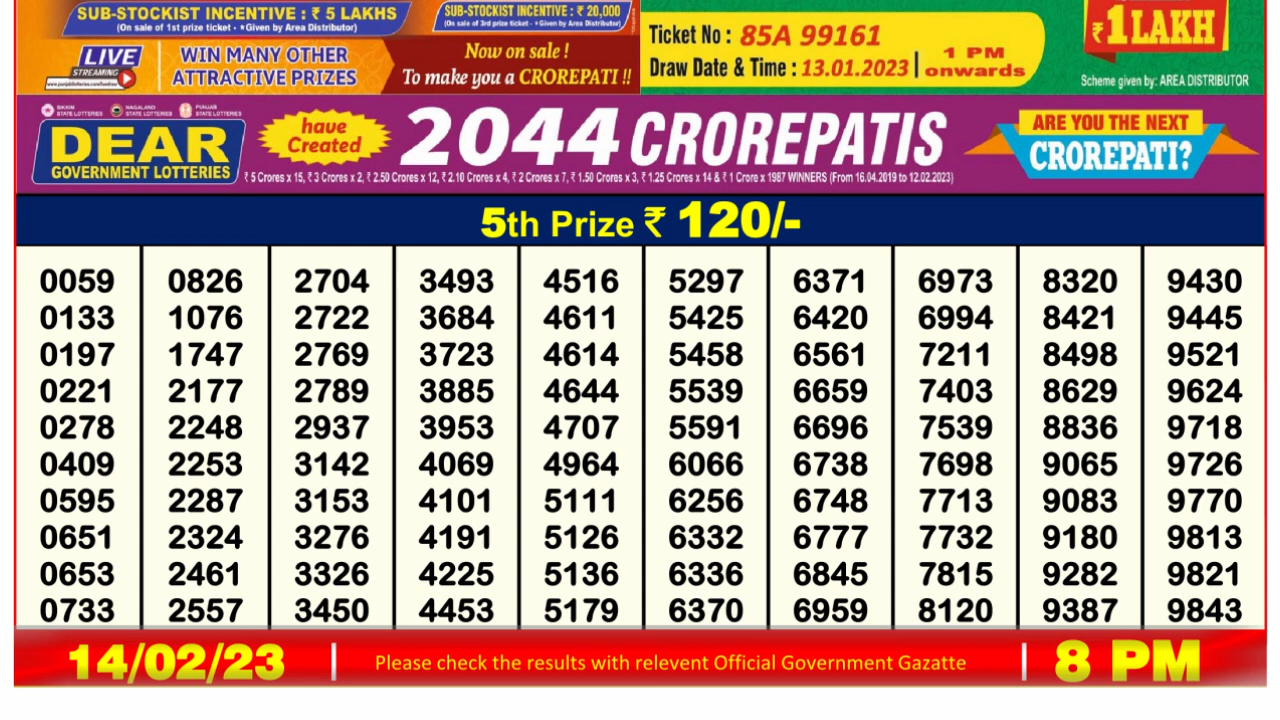 SUB-STOCKIST INCENTIVE : ₹ 5 LAKHS
(On sale of 1st prize ticket - *Given by Area Distributor)
SUB-STOCKIST INCENTIVE : ₹ 20,000
(On sale of 3rd prize ticket - *Given by Area Distributor)
LIVE
STREAMING
WIN MANY OTHER
ATTRACTIVE PRIZES
Now on sale !
To make you a CROREPATI !!
Ticket No : 85A 99161
Draw Date & Time : 13.01.2023 | 1 PM onwards
₹1 LAKH
Scheme given by: AREA DISTRIBUTOR
SIKKIM STATE LOTTERIES NAGALAND STATE LOTTERIES PUNJAB STATE LOTTERIES
DEAR
GOVERNMENT LOTTERIES
have
Created
2044 CROREPATIS
₹ 5 Crores x 15, ₹ 3 Crores x 2, ₹ 2.50 Crores x 12, ₹ 2.10 Crores x 4, ₹ 2 Crores x 7, ₹ 1.50 Crores x 3, ₹ 1.25 Crores x 14 & ₹ 1 Crore x 1987 WINNERS (From 16.04.2019 to 12.02.2023)
ARE YOU THE NEXT
CROREPATI?
5th Prize ₹ 120/-
0059 0826 2704 3493 4516 5297 6371 6973 8320 9430
0133 1076 2722 3684 4611 5425 6420 6994 8421 9445
0197 1747 2769 3723 4614 5458 6561 7211 8498 9521
0221 2177 2789 3885 4644 5539 6659 7403 8629 9624
0278 2248 2937 3953 4707 5591 6696 7539 8836 9718
0409 2253 3142 4069 4964 6066 6738 7698 9065 9726
0595 2287 3153 4101 5111 6256 6748 7713 9083 9770
0651 2324 3276 4191 5126 6332 6777 7732 9180 9813
0653 2461 3326 4225 5136 6336 6845 7815 9282 9821
0733 2557 3450 4453 5179 6370 6959 8120 9387 9843
14/02/23 | Please check the results with relevent Official Government Gazatte | 8 PM